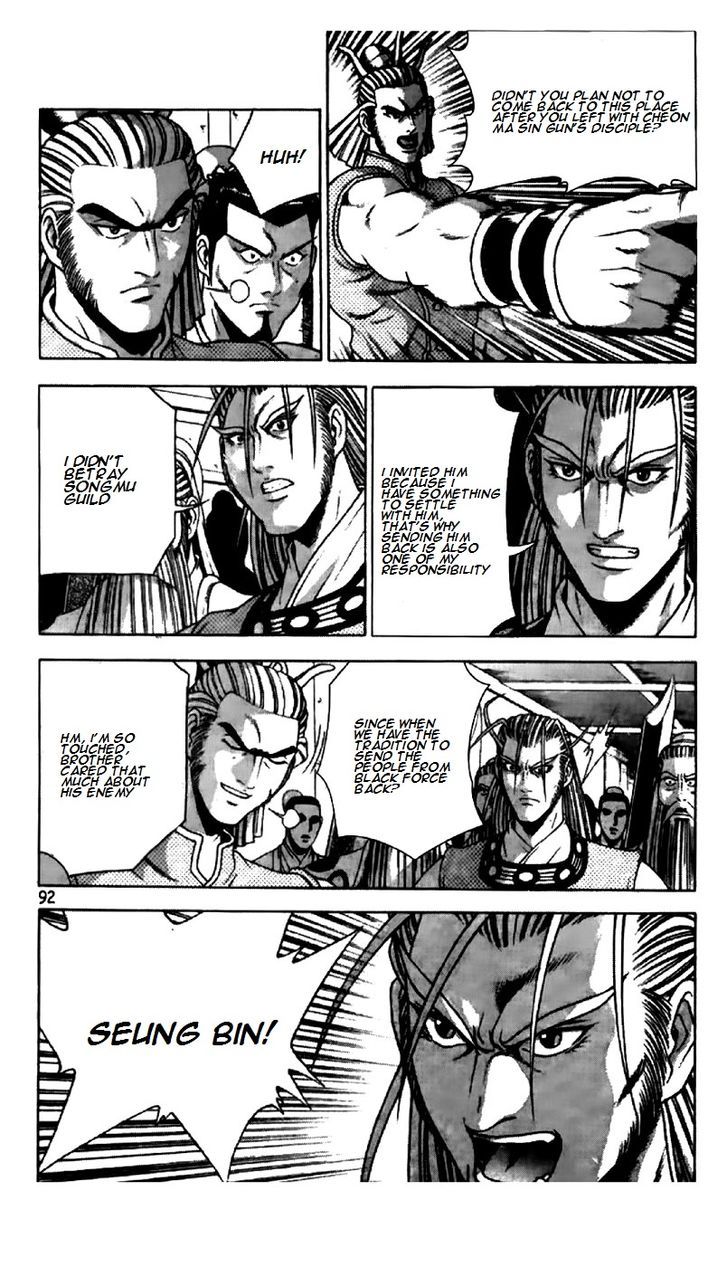 DIDN'T YOU PLAN NOT TO
COME BACK TO THIS PLACE
AFTER YOU LEFT WITH CHEON
MA SIN GUN'S DISCIPLE?
HUH!
I DIDN'T
BETRAY
SONGMU
GUILD
I INVITED HIM
BECAUSE I
HAVE SOMETHING
TO SETTLE
WITH HIM,
THAT'S WHY
SENDING HIM
BACK IS ALSO
ONE OF MY
RESPONSIBILITY
HM, I'M SO
TOUCHED,
BROTHER
CARED THAT
MUCH ABOUT
HIS ENEMY
SINCE WHEN
WE HAVE THE
TRADITION TO
SEND THE
PEOPLE FROM
BLACK FORCE
BACK?
92
SEUNG BIN!